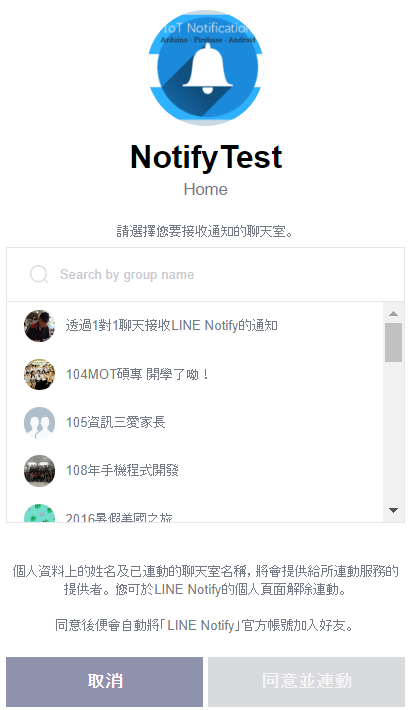 IoT Notification
Arduino - Firebase - Android
NotifyTest
Home
請選擇您要接收通知的聊天室。
Search by group name
透過1對1聊天接收LINE Notify的通知
104MOT碩專 開學了呦！
105資訊三愛家長
108年手機程式開發
2016暑假美國之旅
個人資料上的姓名及已連動的聊天室名稱，將會提供給所連動服務的
提供者。您可於LINE Notify的個人頁面解除連動。
同意後便會自動將「LINE Notify」官方帳號加入好友。
取消
同意並連動